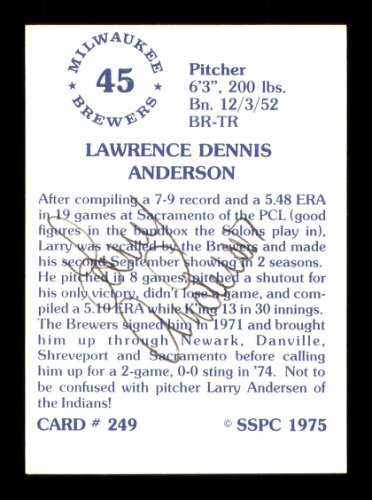 MILWAUKEE
45
BREWERS
Pitcher
6'3", 200 lbs.
Bn. 12/3/52
BR-TR
LAWRENCE DENNIS
ANDERSON
After compiling a 7-9 record and a 5.48 ERA
in 19 games at Sacramento of the PCL (good
figures in the bandbox the Solons play in),
Larry was recalled by the Brewers and made
his second September showing in 2 seasons.
He pitched in 8 games, pitched a shutout for
his only victory, didn't lose a game, and com-
piled a 5.10 ERA while K'ing 13 in 30 innings.
The Brewers signed him in 1971 and brought
him up through Newark, Danville,
Shreveport and Sacramento before calling
him up for a 2-game, 0-0 sting in '74. Not to
be confused with pitcher Larry Andersen of
the Indians!
Larry Anderson
CARD # 249
© SSPC 1975